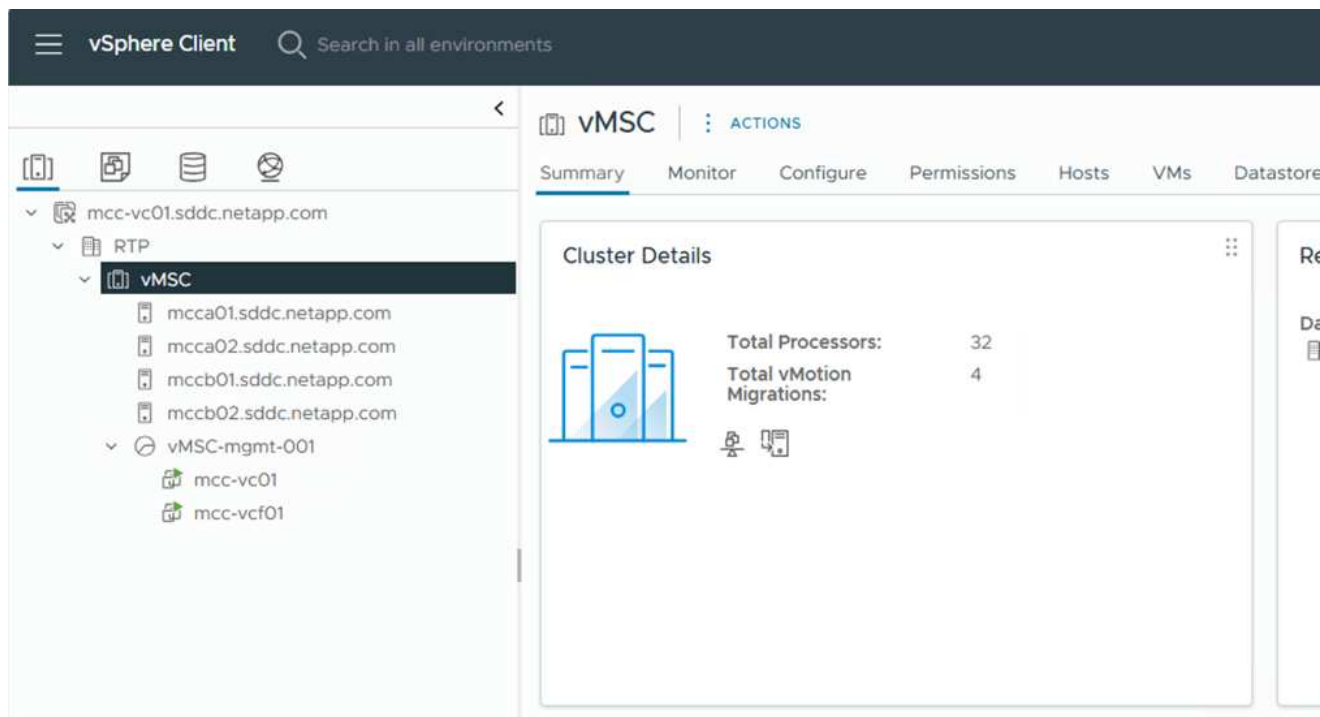 vSphere Client
Search in all environments
vMSC
ACTIONS
Summary Monitor Configure Permissions Hosts VMs Datastore
mcc-vc01.sddc.netapp.com
RTP
vMSC
mcca01.sddc.netapp.com
mcca02.sddc.netapp.com
mccb01.sddc.netapp.com
mccb02.sddc.netapp.com
vMSC-mgmt-001
mcc-vc01
mcc-vcf01
Cluster Details
Total Processors: 32
Total vMotion 4
Migrations:
Re
Da